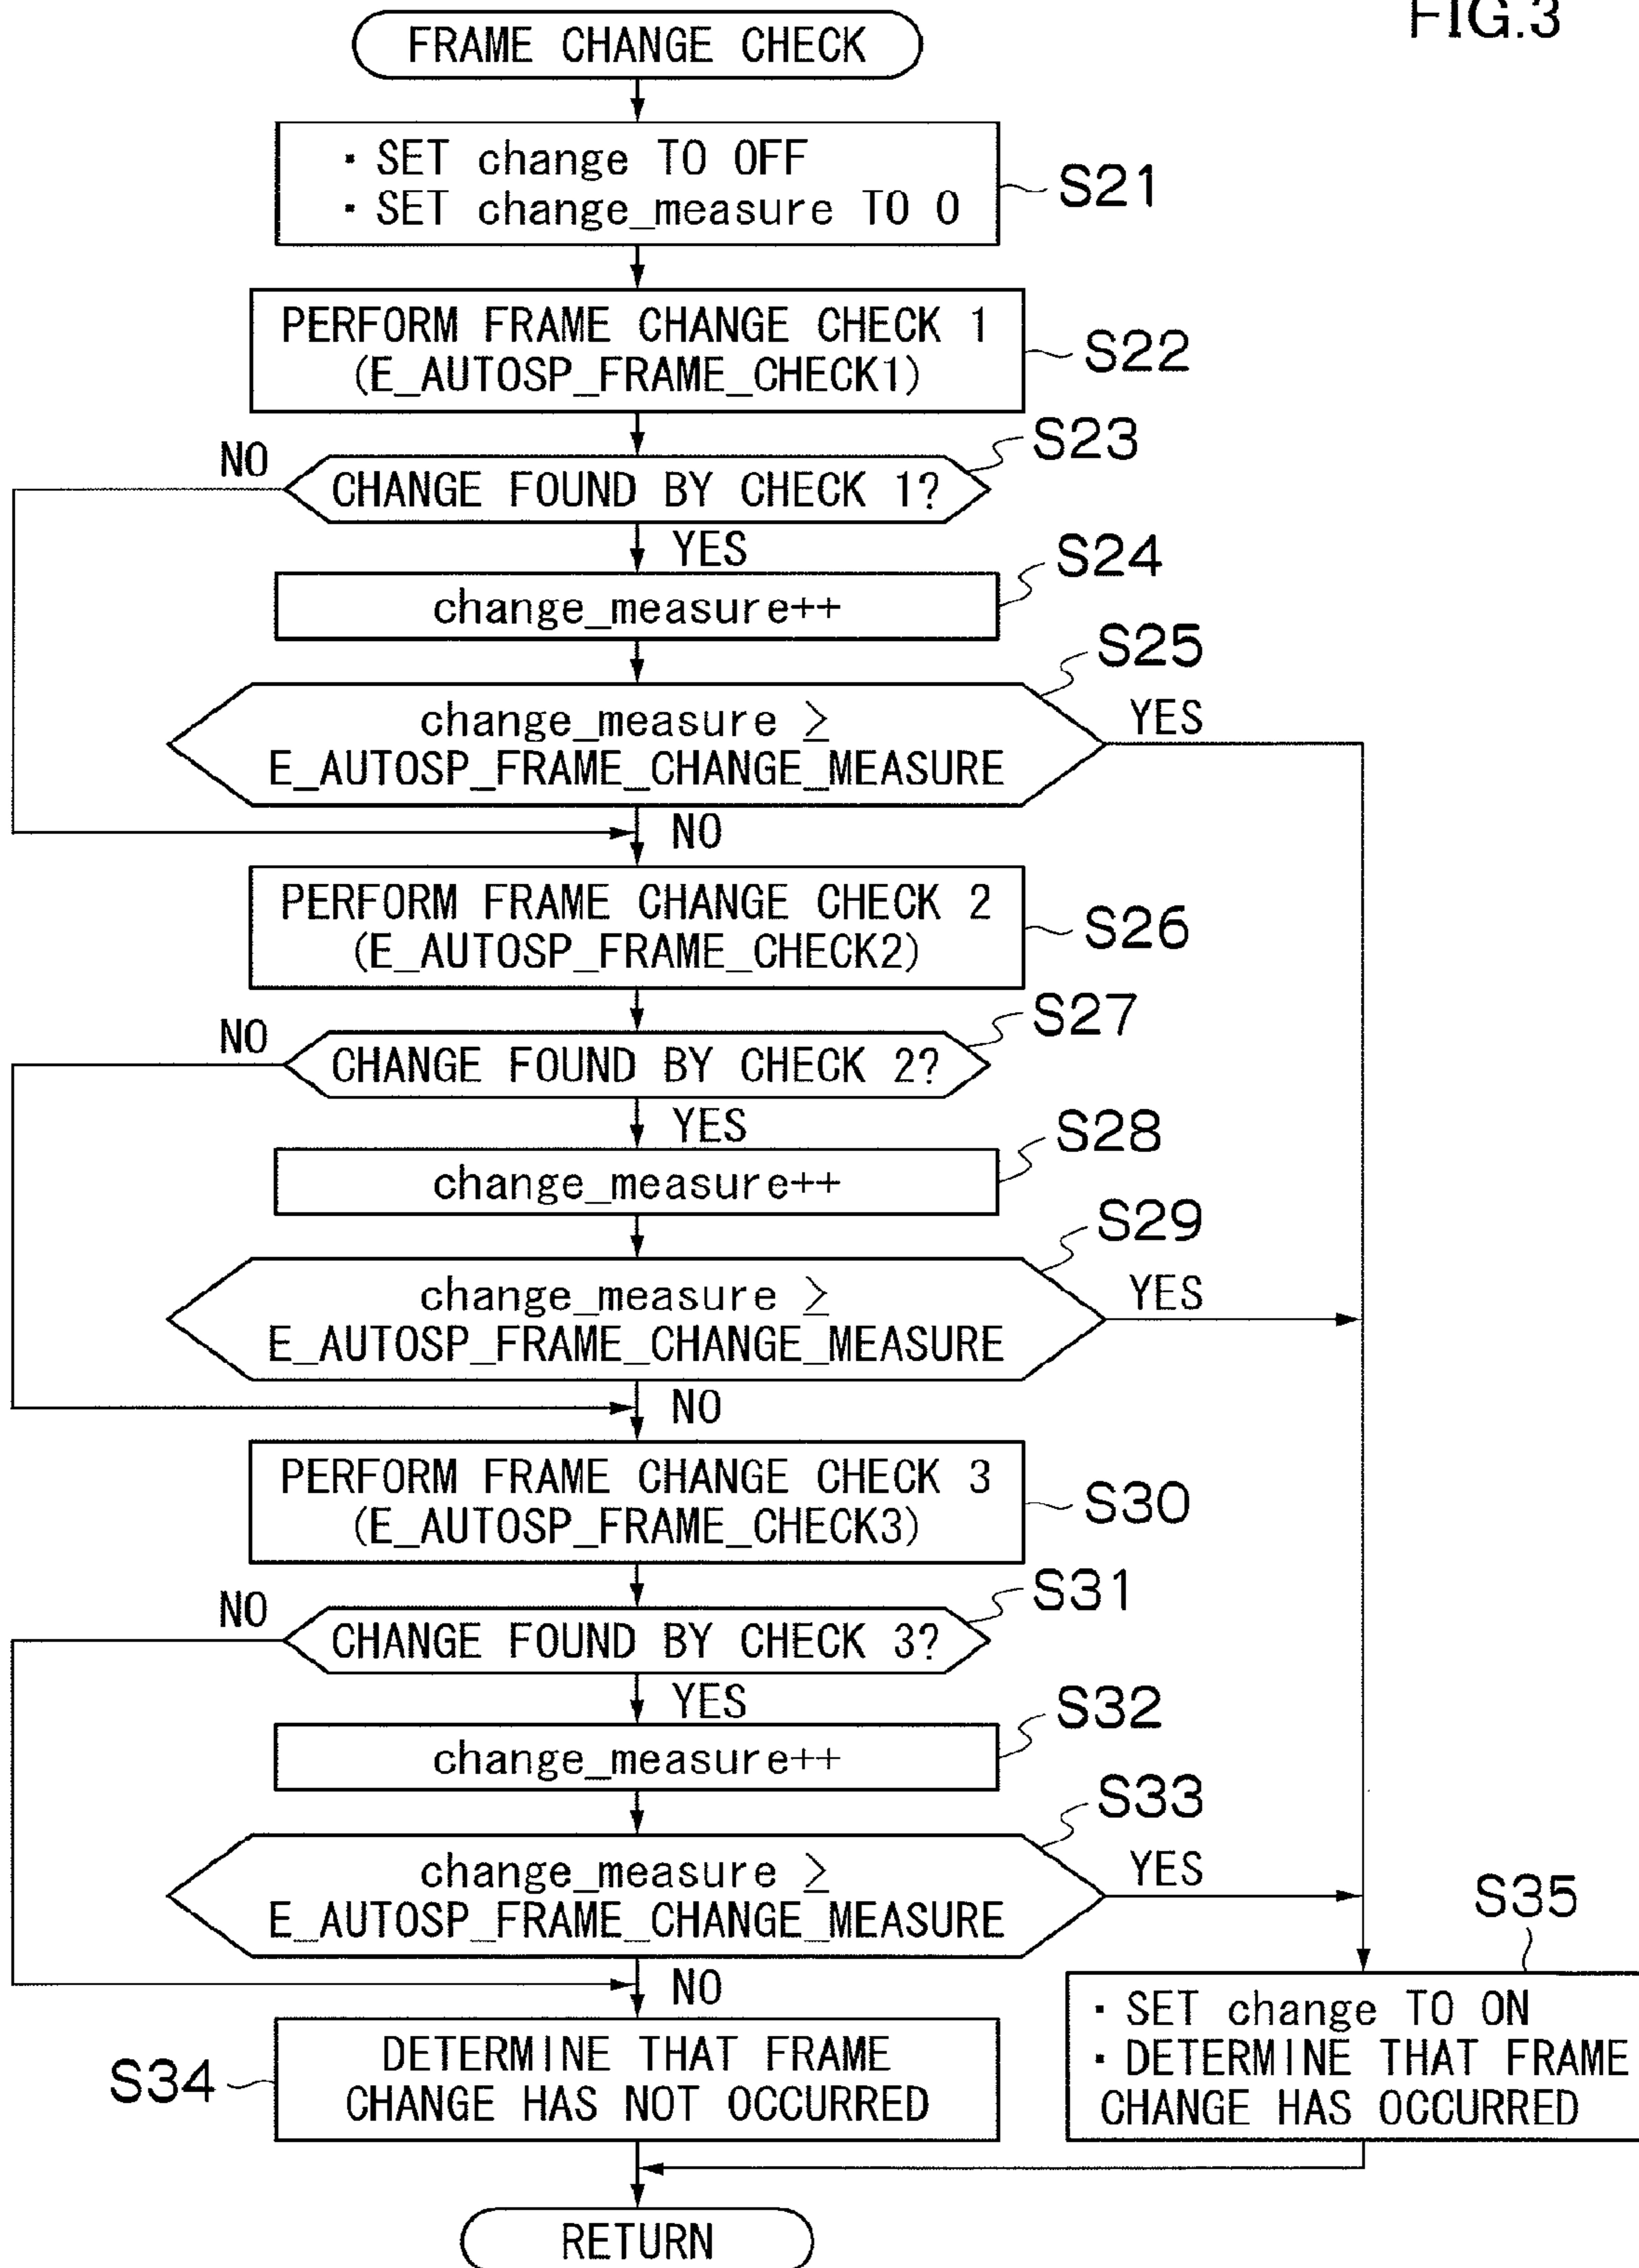 FIG.3
FRAME CHANGE CHECK
・SET change TO OFF
・SET change_measure TO 0
S21
PERFORM FRAME CHANGE CHECK 1
(E_AUTOSP_FRAME_CHECK1)
S22
S23
NO
CHANGE FOUND BY CHECK 1?
YES
S24
change_measure++
S25
change_measure ≥
YES
E_AUTOSP_FRAME_CHANGE_MEASURE
NO
PERFORM FRAME CHANGE CHECK 2
(E_AUTOSP_FRAME_CHECK2)
S26
S27
NO
CHANGE FOUND BY CHECK 2?
YES
S28
change_measure++
S29
change_measure ≥
YES
E_AUTOSP_FRAME_CHANGE_MEASURE
NO
PERFORM FRAME CHANGE CHECK 3
(E_AUTOSP_FRAME_CHECK3)
S30
S31
NO
CHANGE FOUND BY CHECK 3?
YES
S32
change_measure++
S33
change_measure ≥
YES
E_AUTOSP_FRAME_CHANGE_MEASURE
NO
S35
・SET change TO ON
・DETERMINE THAT FRAME
CHANGE HAS OCCURRED
S34
DETERMINE THAT FRAME
CHANGE HAS NOT OCCURRED
RETURN